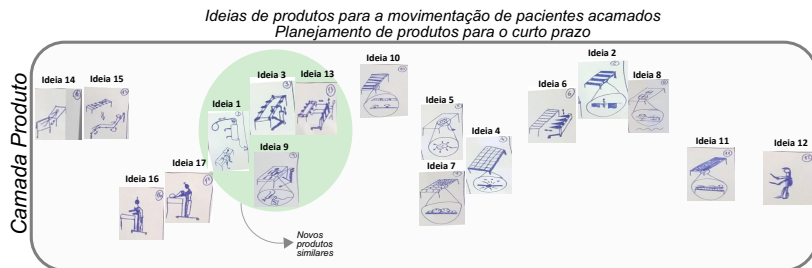 Ideias de produtos para a movimentação de pacientes acamados
Planejamento de produtos para o curto prazo
Camada Produto
Ideia 14
Ideia 15
Ideia 16
Ideia 17
Ideia 1
Ideia 3
Ideia 13
Ideia 9
Novos
produtos
similares
Ideia 10
Ideia 5
Ideia 4
Ideia 7
Ideia 6
Ideia 2
Ideia 8
Ideia 11
Ideia 12